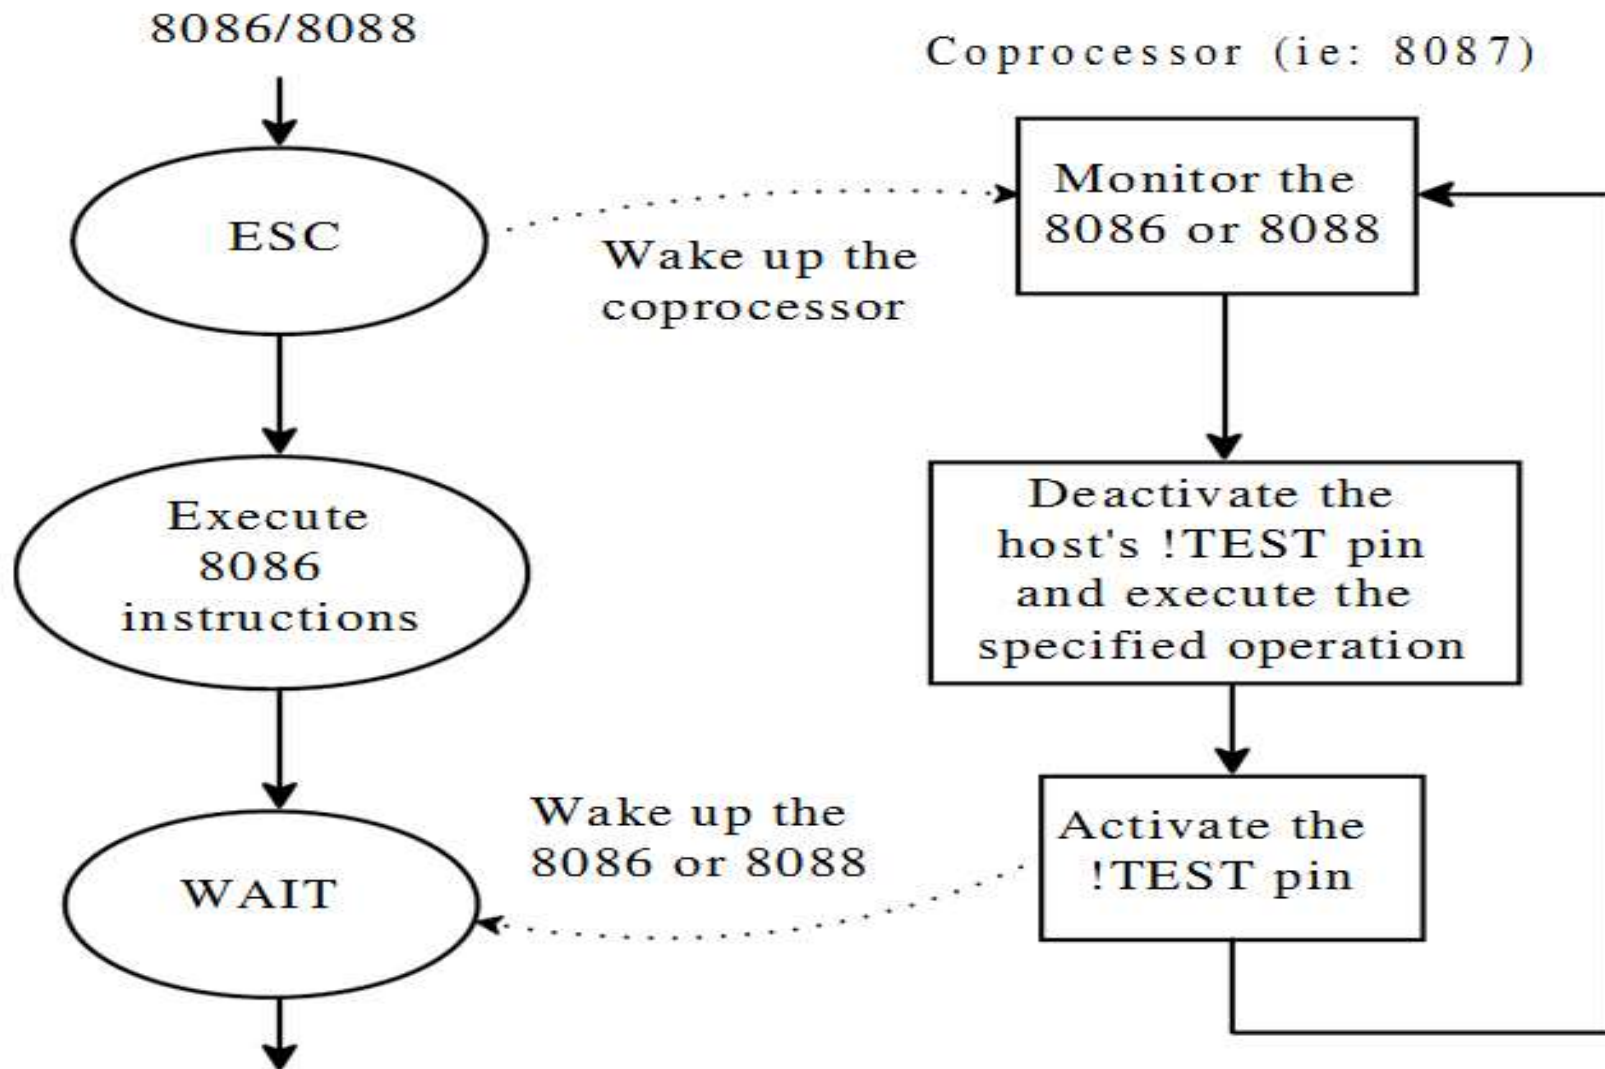 8086/8088
Coprocessor (ie: 8087)
ESC
Wake up the
coprocessor
Monitor the
8086 or 8088
Execute
8086
instructions
Deactivate the
host's !TEST pin
and execute the
specified operation
WAIT
Wake up the
8086 or 8088
Activate the
!TEST pin